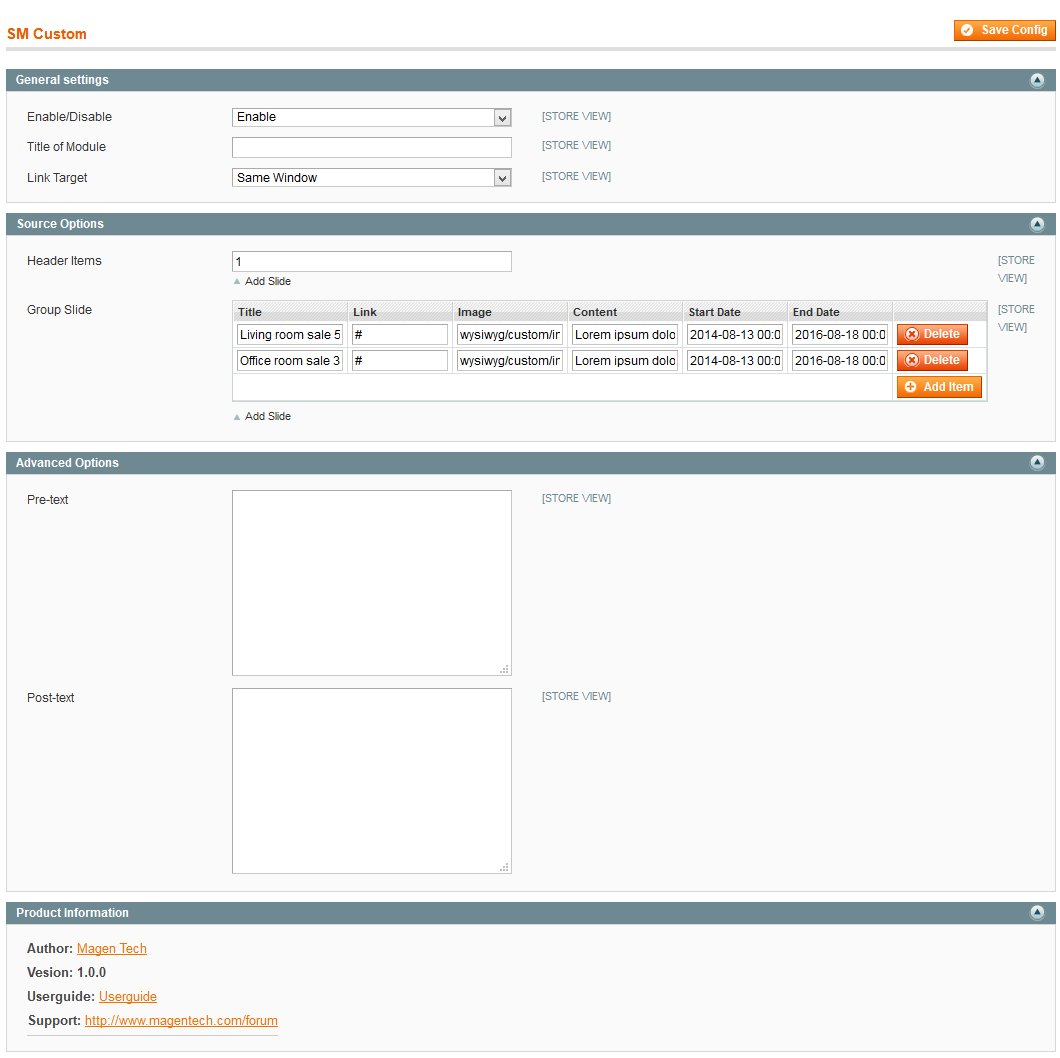 SM Custom
Save Config
General settings
Enable/Disable Enable [STORE VIEW]
Title of Module [STORE VIEW]
Link Target Same Window [STORE VIEW]
Source Options
Header Items 1 [STORE VIEW]
Add Slide
Group Slide [STORE VIEW]
Title Link Image Content Start Date End Date
Living room sale 5 # wysiwyg/custom/ir Lorem ipsum dolo 2014-08-13 00:0 2016-08-18 00:0 Delete
Office room sale 3 # wysiwyg/custom/ir Lorem ipsum dolo 2014-08-13 00:0 2016-08-18 00:0 Delete
Add Item
Add Slide
Advanced Options
Pre-text [STORE VIEW]
Post-text [STORE VIEW]
Product Information
Author: Magen Tech
Vesion: 1.0.0
Userguide: Userguide
Support: http://www.magentech.com/forum